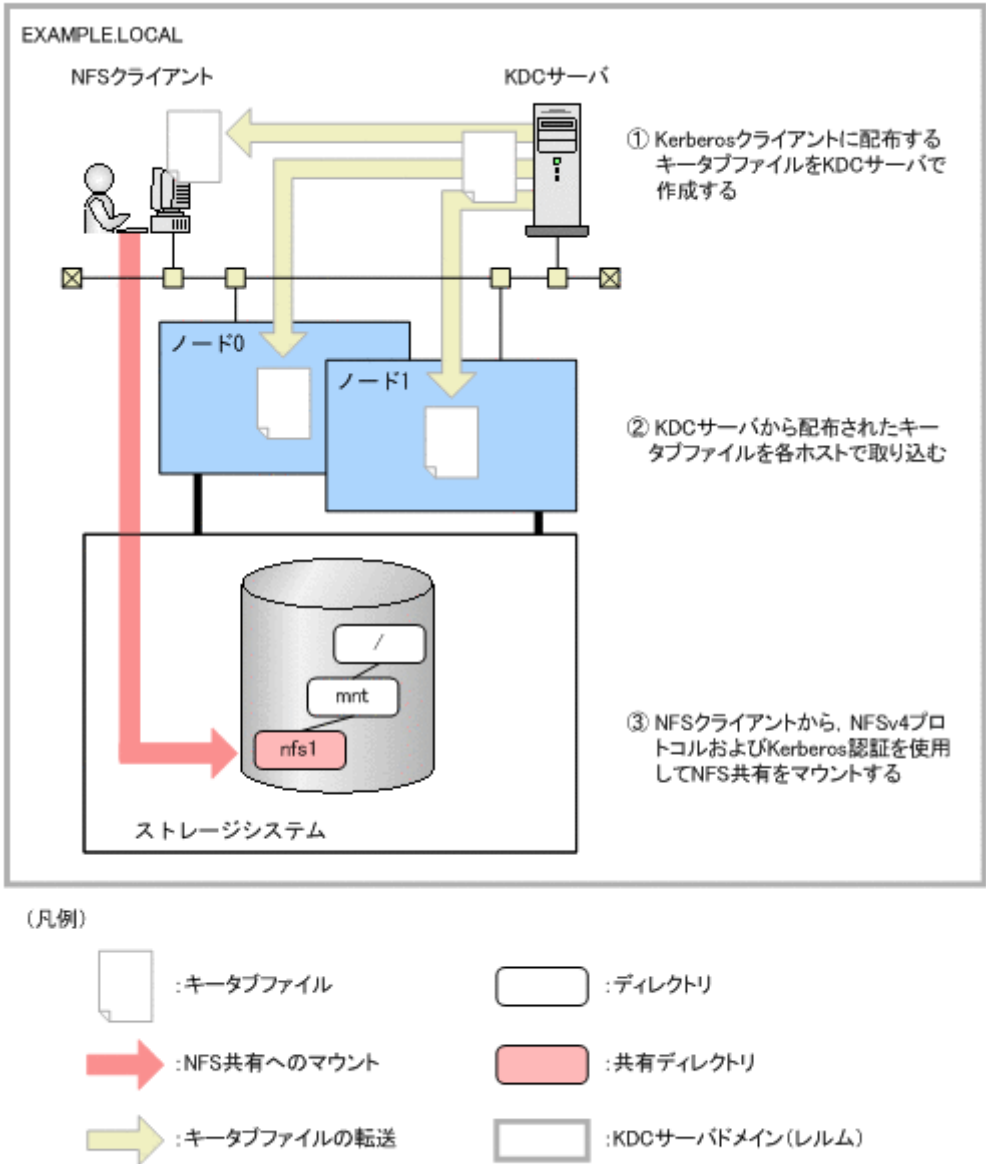 EXAMPLE.LOCAL
NFSクライアント
KDCサーバ
① Kerberosクライアントに配布する
キータブファイルをKDCサーバで
作成する
ノード0
ノード1
② KDCサーバから配布されたキー
タブファイルを各ホストで取り込む
/
mnt
nfs1
③ NFSクライアントから，NFSv4プロ
トコルおよびKerberos認証を使用
してNFS共有をマウントする
ストレージシステム
(凡例)
:キータブファイル
:ディレクトリ
:NFS共有へのマウント
:共有ディレクトリ
:キータブファイルの転送
:KDCサーバドメイン(レルム)